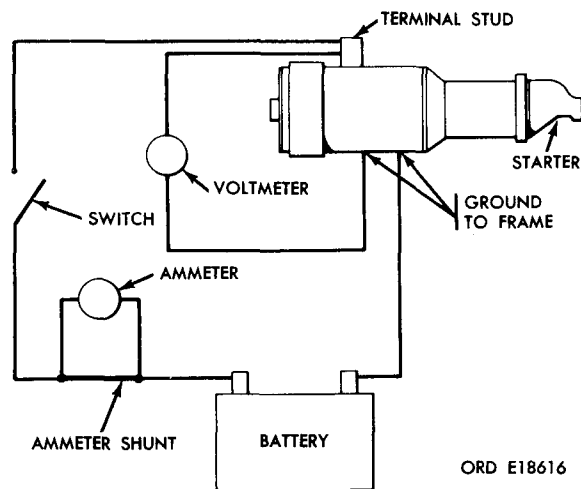 TERMINAL STUD
STARTER
VOLTMETER
GROUND
TO FRAME
SWITCH
AMMETER
AMMETER SHUNT
BATTERY
ORD E18616